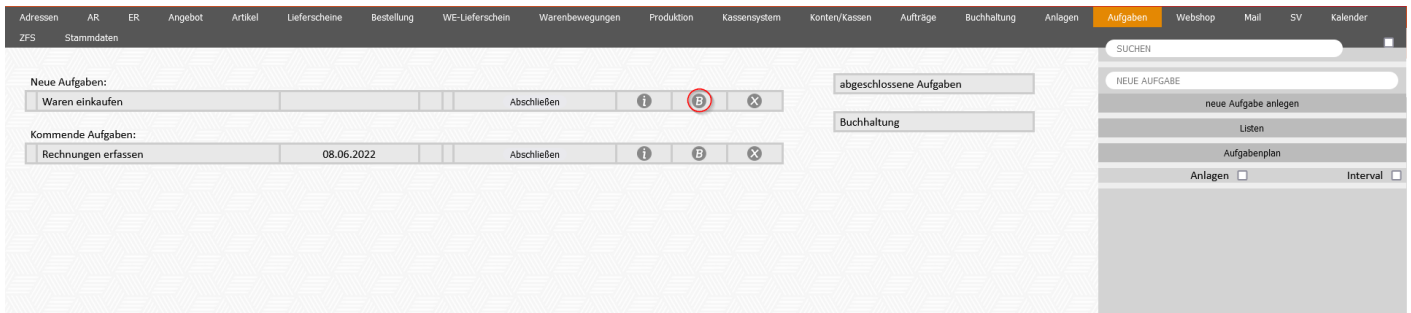 Adressen AR ER Angebot Artikel Lieferscheine Bestellung WE-Lieferschein Warenbewegungen Produktion Kassensystem Konten/Kassen Aufträge Buchhaltung Anlagen Aufgaben Webshop Mail SV Kalender
ZFS Stammdaten
SUCHEN
Neue Aufgaben:
Waren einkaufen Abschließen i B X
Kommende Aufgaben:
Rechnungen erfassen 08.06.2022 Abschließen i B X
abgeschlossene Aufgaben
Buchhaltung
NEUE AUFGABE
neue Aufgabe anlegen
Listen
Aufgabenplan
Anlagen Interval